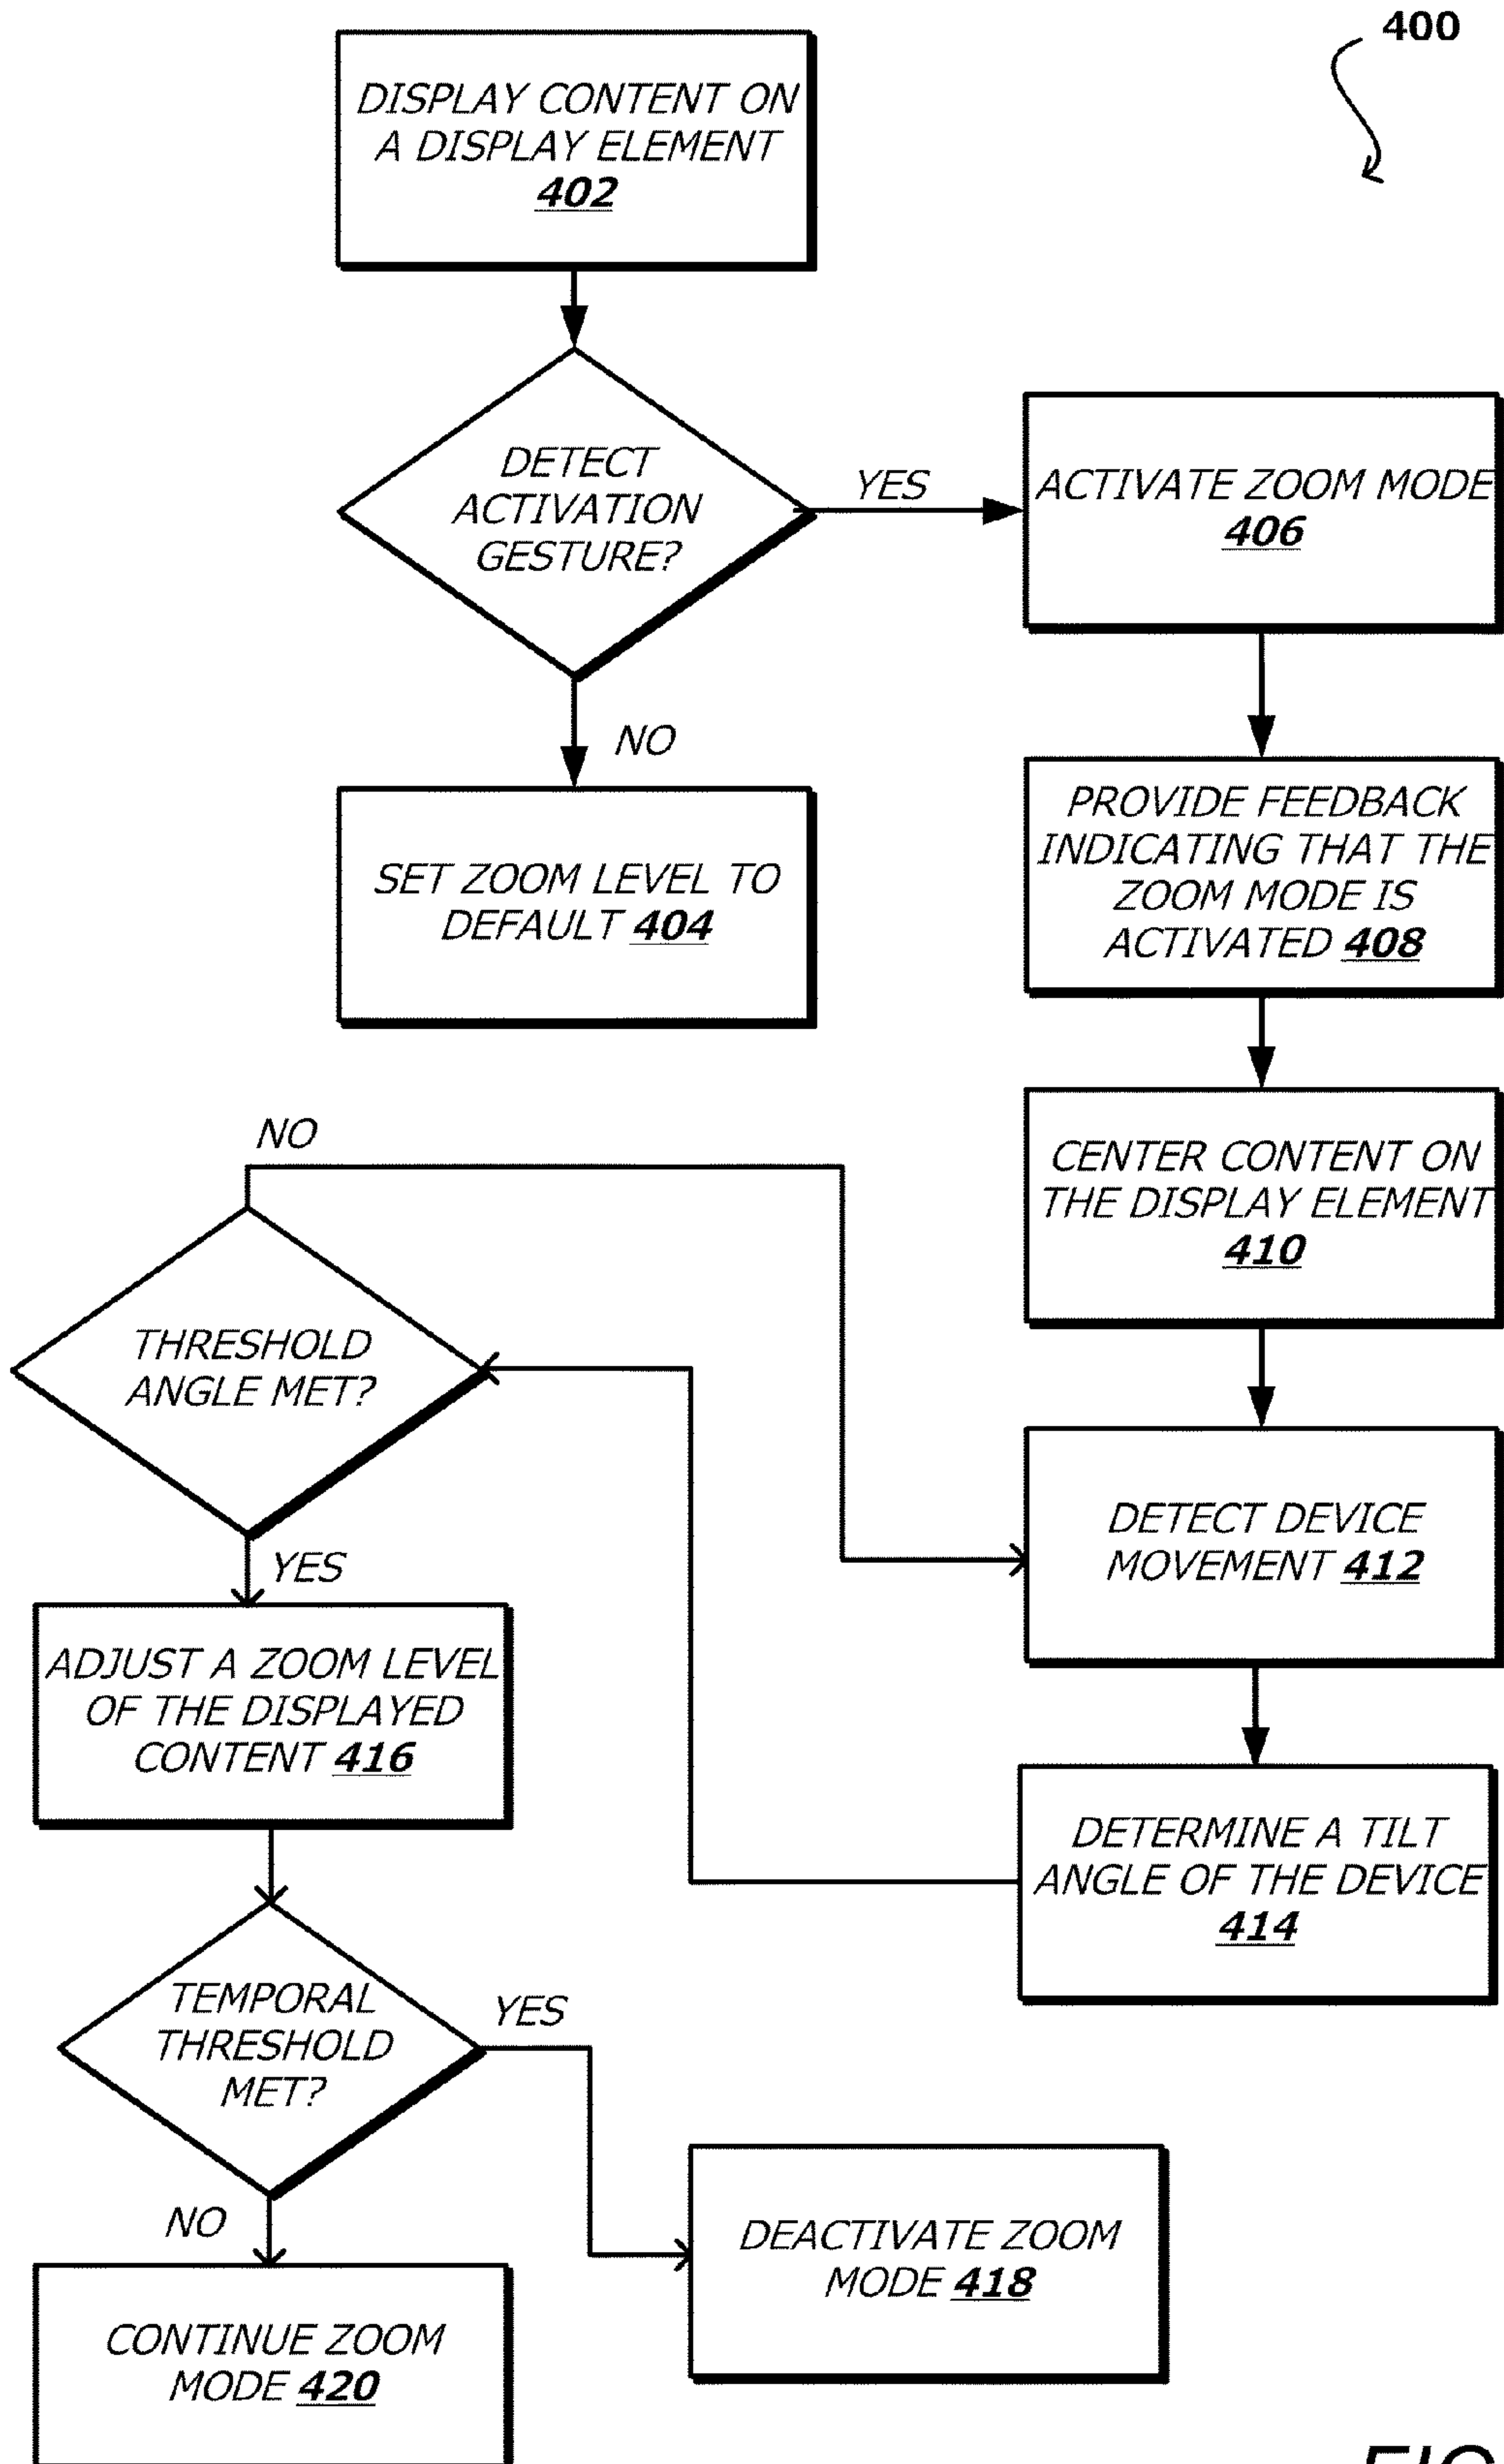 400
DISPLAY CONTENT ON
A DISPLAY ELEMENT
402
DETECT
ACTIVATION
GESTURE?
YES
ACTIVATE ZOOM MODE
406
NO
SET ZOOM LEVEL TO
DEFAULT 404
PROVIDE FEEDBACK
INDICATING THAT THE
ZOOM MODE IS
ACTIVATED 408
CENTER CONTENT ON
THE DISPLAY ELEMENT
410
NO
THRESHOLD
ANGLE MET?
DETECT DEVICE
MOVEMENT 412
YES
ADJUST A ZOOM LEVEL
OF THE DISPLAYED
CONTENT 416
DETERMINE A TILT
ANGLE OF THE DEVICE
414
TEMPORAL
THRESHOLD
MET?
YES
DEACTIVATE ZOOM
MODE 418
NO
CONTINUE ZOOM
MODE 420